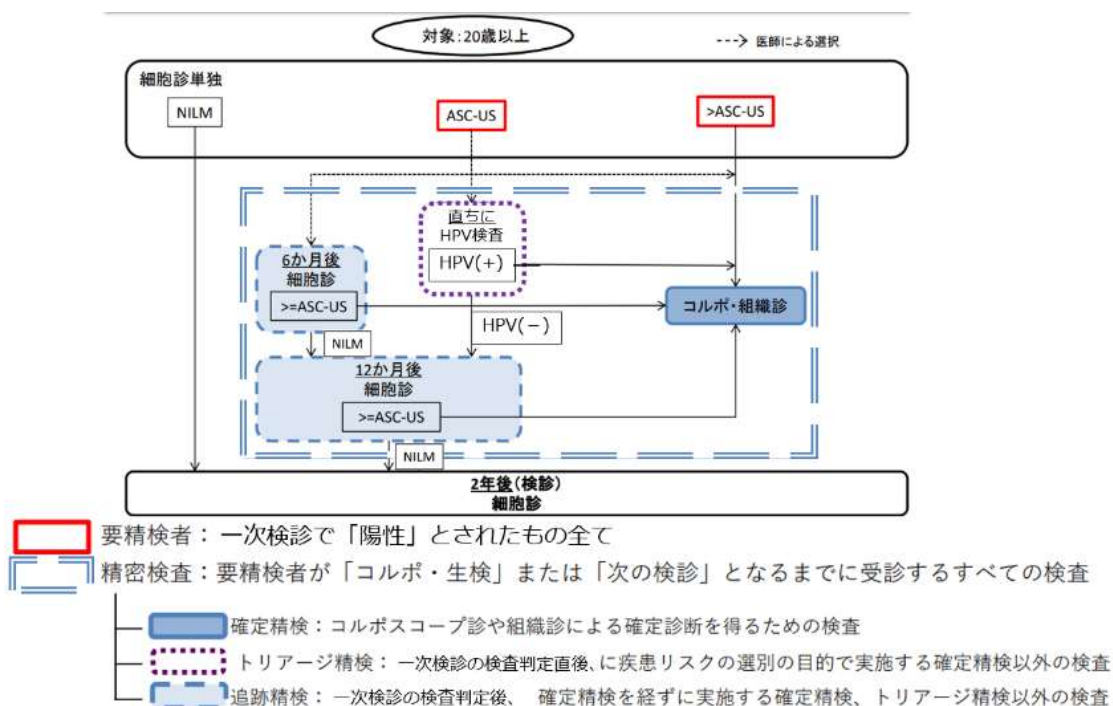 対象:20歳以上
---> 医師による選択
細胞診単独
NILM
ASC-US
>ASC-US
直ちに
HPV検査
HPV(+)
6か月後
細胞診
>=ASC-US
コルポ・組織診
HPV(−)
NILM
12か月後
細胞診
>=ASC-US
NILM
2年後(検診)
細胞診
要精検者：一次検診で「陽性」とされたもの全て
精密検査：要精検者が「コルポ・生検」または「次の検診」となるまでに受診するすべての検査
確定精検：コルポスコープ診や組織診による確定診断を得るための検査
トリアージ精検：一次検診の検査判定直後、に疾患リスクの選別の目的で実施する確定精検以外の検査
追跡精検：一次検診の検査判定後、 確定精検を経ずに実施する確定精検、トリアージ精検以外の検査